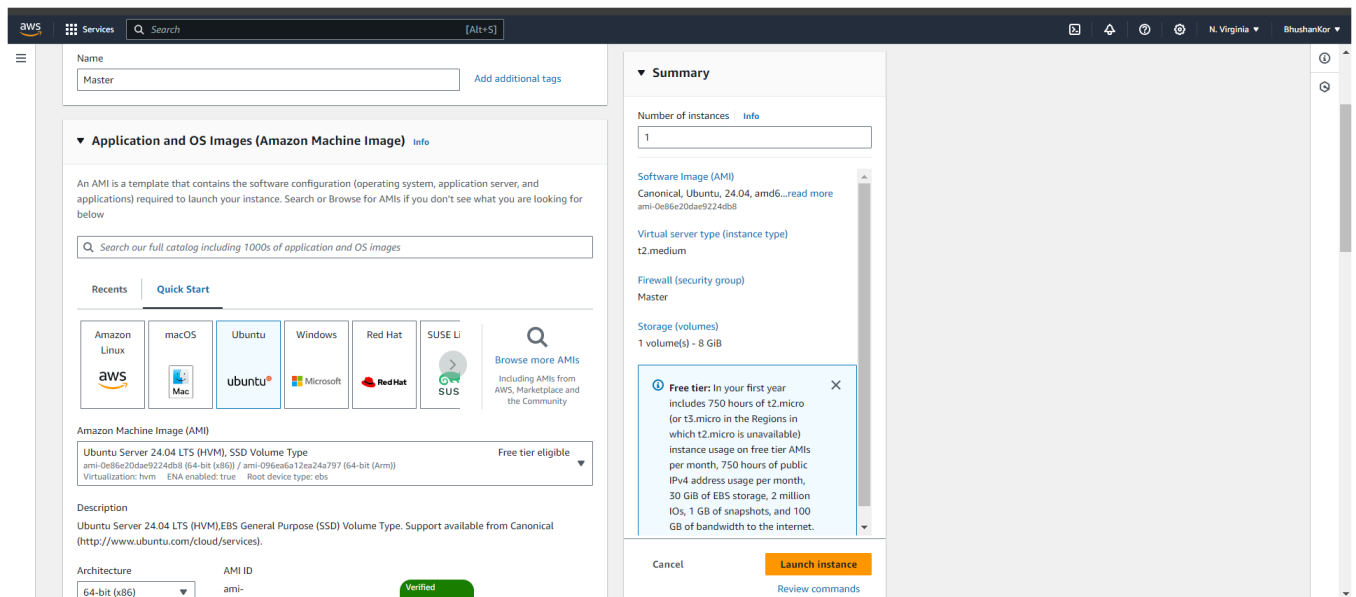 aws
Services
Search
[Alt+S]
N. Virginia
BhushanKor
Name
Master
Add additional tags
Application and OS Images (Amazon Machine Image) Info
An AMI is a template that contains the software configuration (operating system, application server, and
applications) required to launch your instance. Search or Browse for AMIs if you don't see what you are looking for
below
Search our full catalog including 1000s of application and OS images
Recents
Quick Start
Amazon
Linux
aws
macOS
Mac
Ubuntu
ubuntu
Windows
Microsoft
Red Hat
Red Hat
SUSE Li
SUS
Browse more AMIs
Including AMIs from
AWS, Marketplace and
the Community
Amazon Machine Image (AMI)
Ubuntu Server 24.04 LTS (HVM), SSD Volume Type
Free tier eligible
ami-0e86e20dae9224db8 (64-bit (x86)) / ami-096ea6a12ea24a797 (64-bit (Arm))
Virtualization: hvm ENA enabled: true Root device type: ebs
Description
Ubuntu Server 24.04 LTS (HVM),EBS General Purpose (SSD) Volume Type. Support available from Canonical
(http://www.ubuntu.com/cloud/services).
Architecture
64-bit (x86)
AMI ID
ami-
Verified
Summary
Number of instances Info
1
Software Image (AMI)
Canonical, Ubuntu, 24.04, amd6...read more
ami-0e86e20dae9224db8
Virtual server type (instance type)
t2.medium
Firewall (security group)
Master
Storage (volumes)
1 volume(s) - 8 GiB
Free tier: In your first year
includes 750 hours of t2.micro
(or t3.micro in the Regions in
which t2.micro is unavailable)
instance usage on free tier AMIs
per month, 750 hours of public
IPv4 address usage per month,
30 GiB of EBS storage, 2 million
IOs, 1 GB of snapshots, and 100
GB of bandwidth to the internet.
Cancel
Launch instance
Review commands